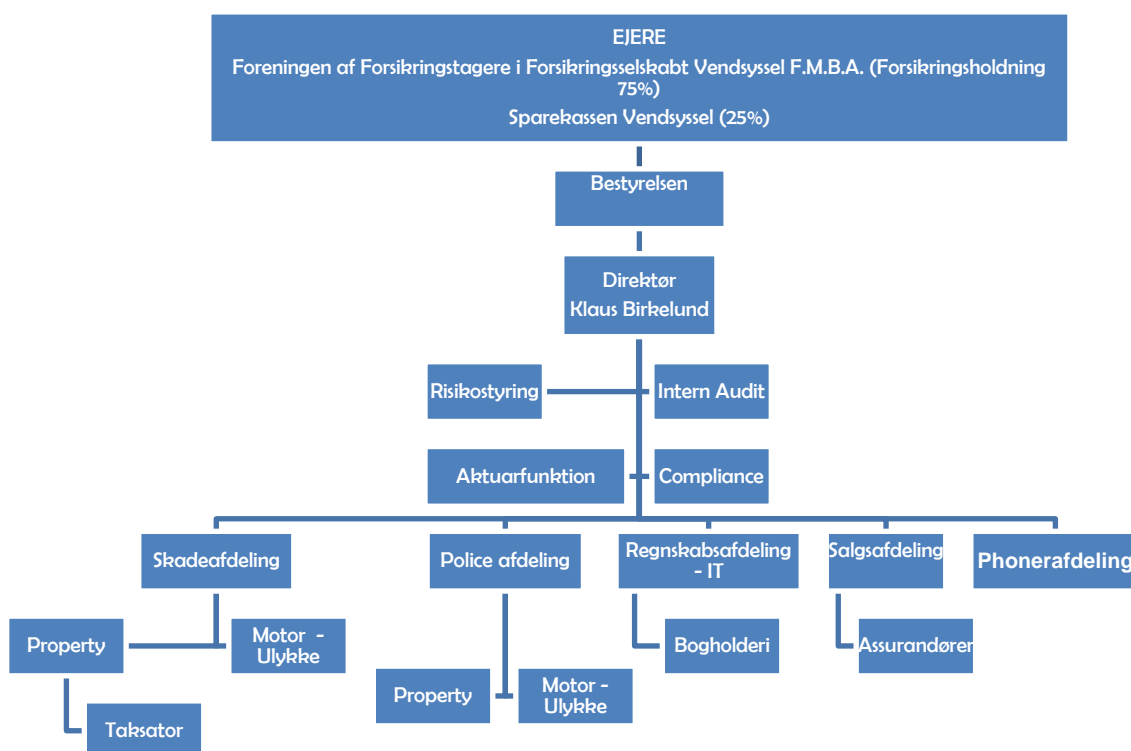 EJERE
Foreningen af Forsikringstagere i Forsikringsselskabt Vendsyssel F.M.B.A. (Forsikringsholdning
75%)
Sparekassen Vendsyssel (25%)
Bestyrelsen
Direktør
Klaus Birkelund
Risikostyring
Intern Audit
Aktuarfunktion
Compliance
Skadeafdeling
Police afdeling
Regnskabsafdeling
- IT
Salgsafdeling
Phonerafdeling
Property
Motor -
Ulykke
Bogholderi
Assurandører
Property
Motor -
Ulykke
Taksator